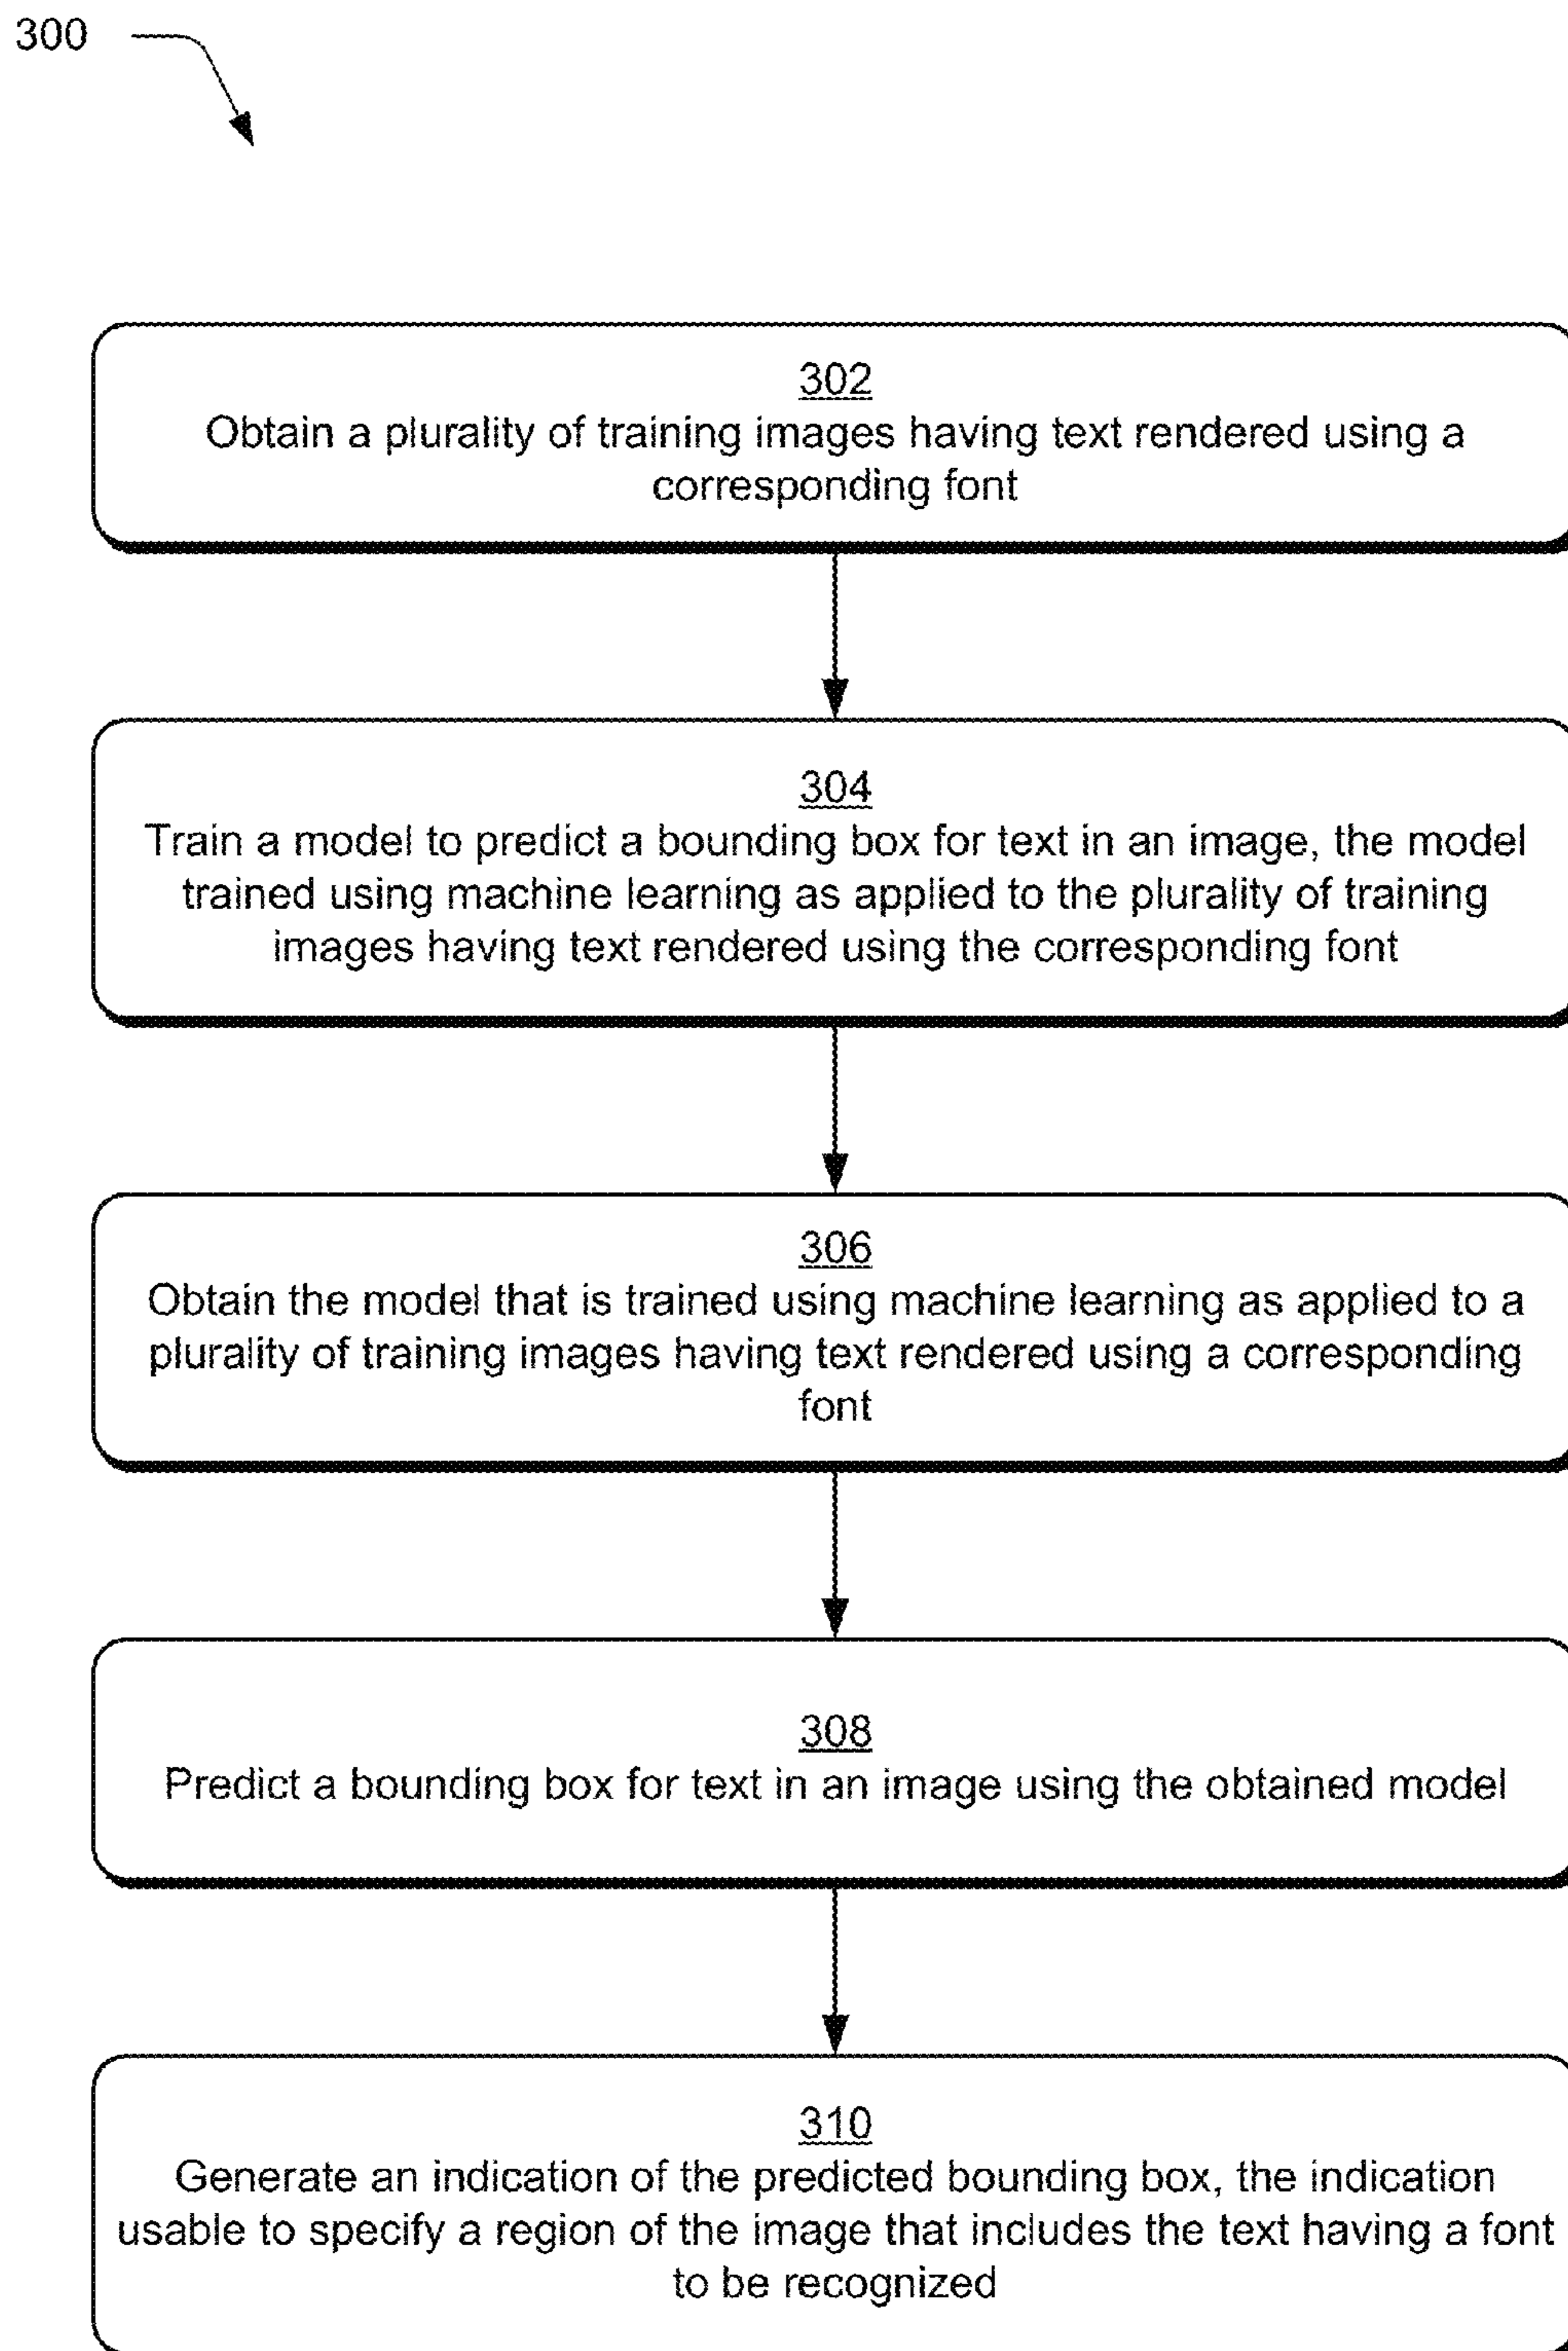 300
302
Obtain a plurality of training images having text rendered using a
corresponding font
304
Train a model to predict a bounding box for text in an image, the model
trained using machine learning as applied to the plurality of training
images having text rendered using the corresponding font
306
Obtain the model that is trained using machine learning as applied to a
plurality of training images having text rendered using a corresponding
font
308
Predict a bounding box for text in an image using the obtained model
310
Generate an indication of the predicted bounding box, the indication
usable to specify a region of the image that includes the text having a font
to be recognized